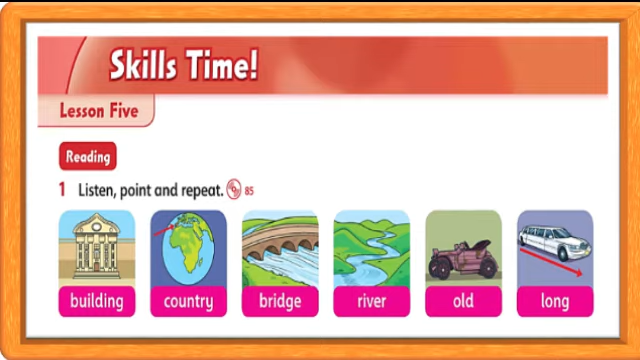 Skills Time!
Lesson Five
Reading
1 Listen, point and repeat. 85
building country bridge river old long